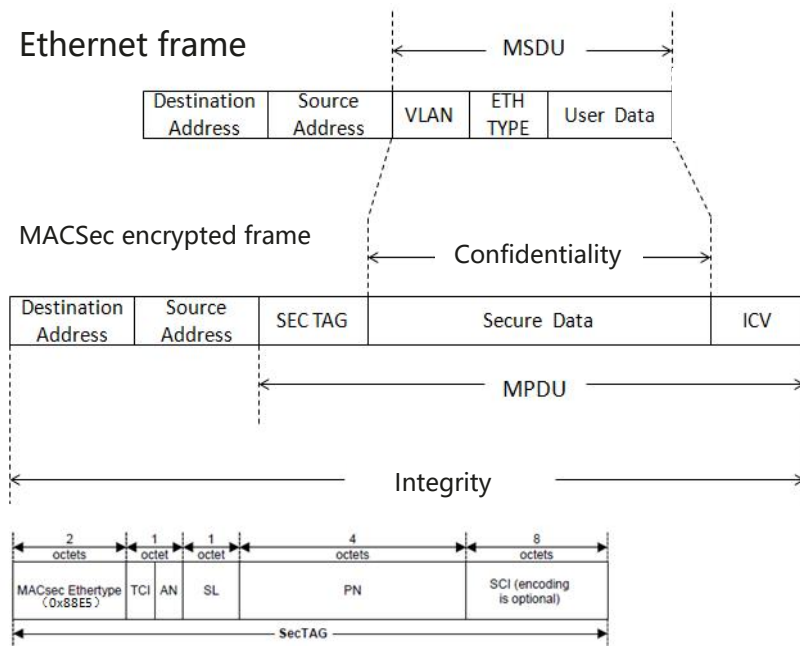 Ethernet frame
MSDU
Destination Address
Source Address
VLAN
ETH TYPE
User Data
MACSec encrypted frame
Confidentiality
Destination Address
Source Address
SEC TAG
Secure Data
ICV
MPDU
Integrity
2 octets
1 octet
1 octet
4 octets
8 octets
MACsec Ethertype (0x88E5)
TCI
AN
SL
PN
SCI (encoding is optional)
SecTAG